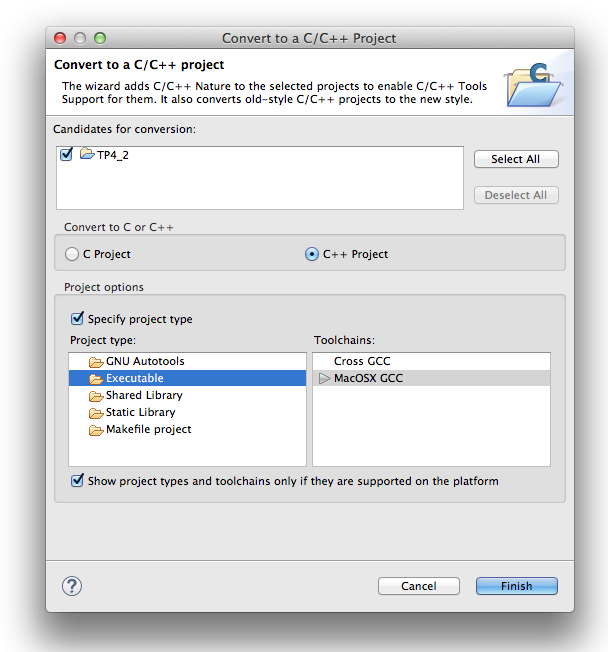 Convert to a C/C++ Project
Convert to a C/C++ project
The wizard adds C/C++ Nature to the selected projects to enable C/C++ Tools
Support for them. It also converts old-style C/C++ projects to the new style.
C
Candidates for conversion:
TP4_2
Select All
Deselect All
Convert to C or C++
C Project
C++ Project
Project options
Specify project type
Project type:
Toolchains:
GNU Autotools
Cross GCC
Executable
MacOSX GCC
Shared Library
Static Library
Makefile project
Show project types and toolchains only if they are supported on the platform
?
Cancel
Finish